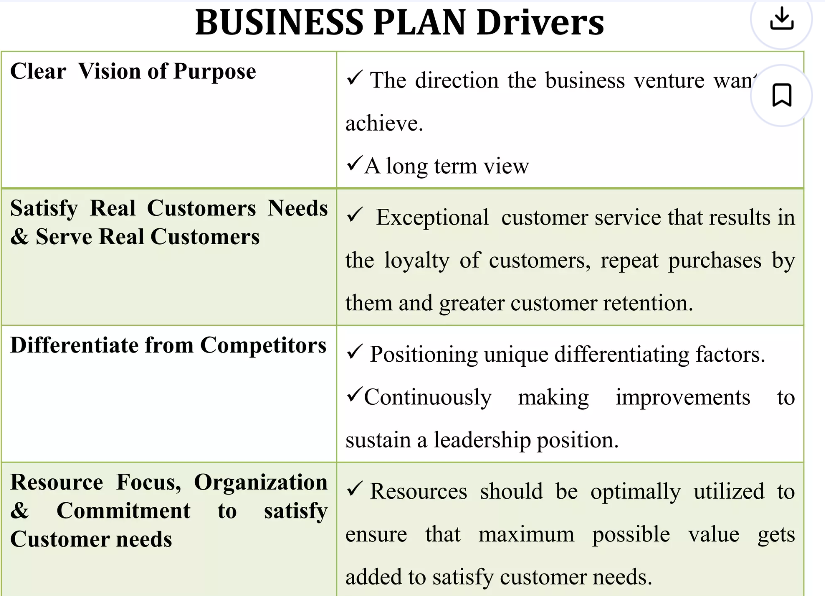 BUSINESS PLAN Drivers
Clear Vision of Purpose
✓ The direction the business venture
achieve.
✓A long term view
Satisfy Real Customers Needs
& Serve Real Customers
✓ Exceptional customer service that results in
the loyalty of customers, repeat purchases by
them and greater customer retention.
Differentiate from Competitors
✓ Positioning unique differentiating factors.
✓Continuously making improvements to
sustain a leadership position.
Resource Focus, Organization
& Commitment to satisfy
Customer needs
✓ Resources should be optimally utilized to
ensure that maximum possible value gets
added to satisfy customer needs.